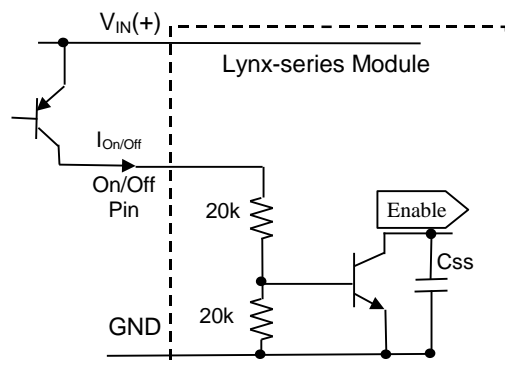 VIN(+)
Lynx-series Module
IOn/Off
On/Off
Pin
20k
Enable
Css
20k
GND